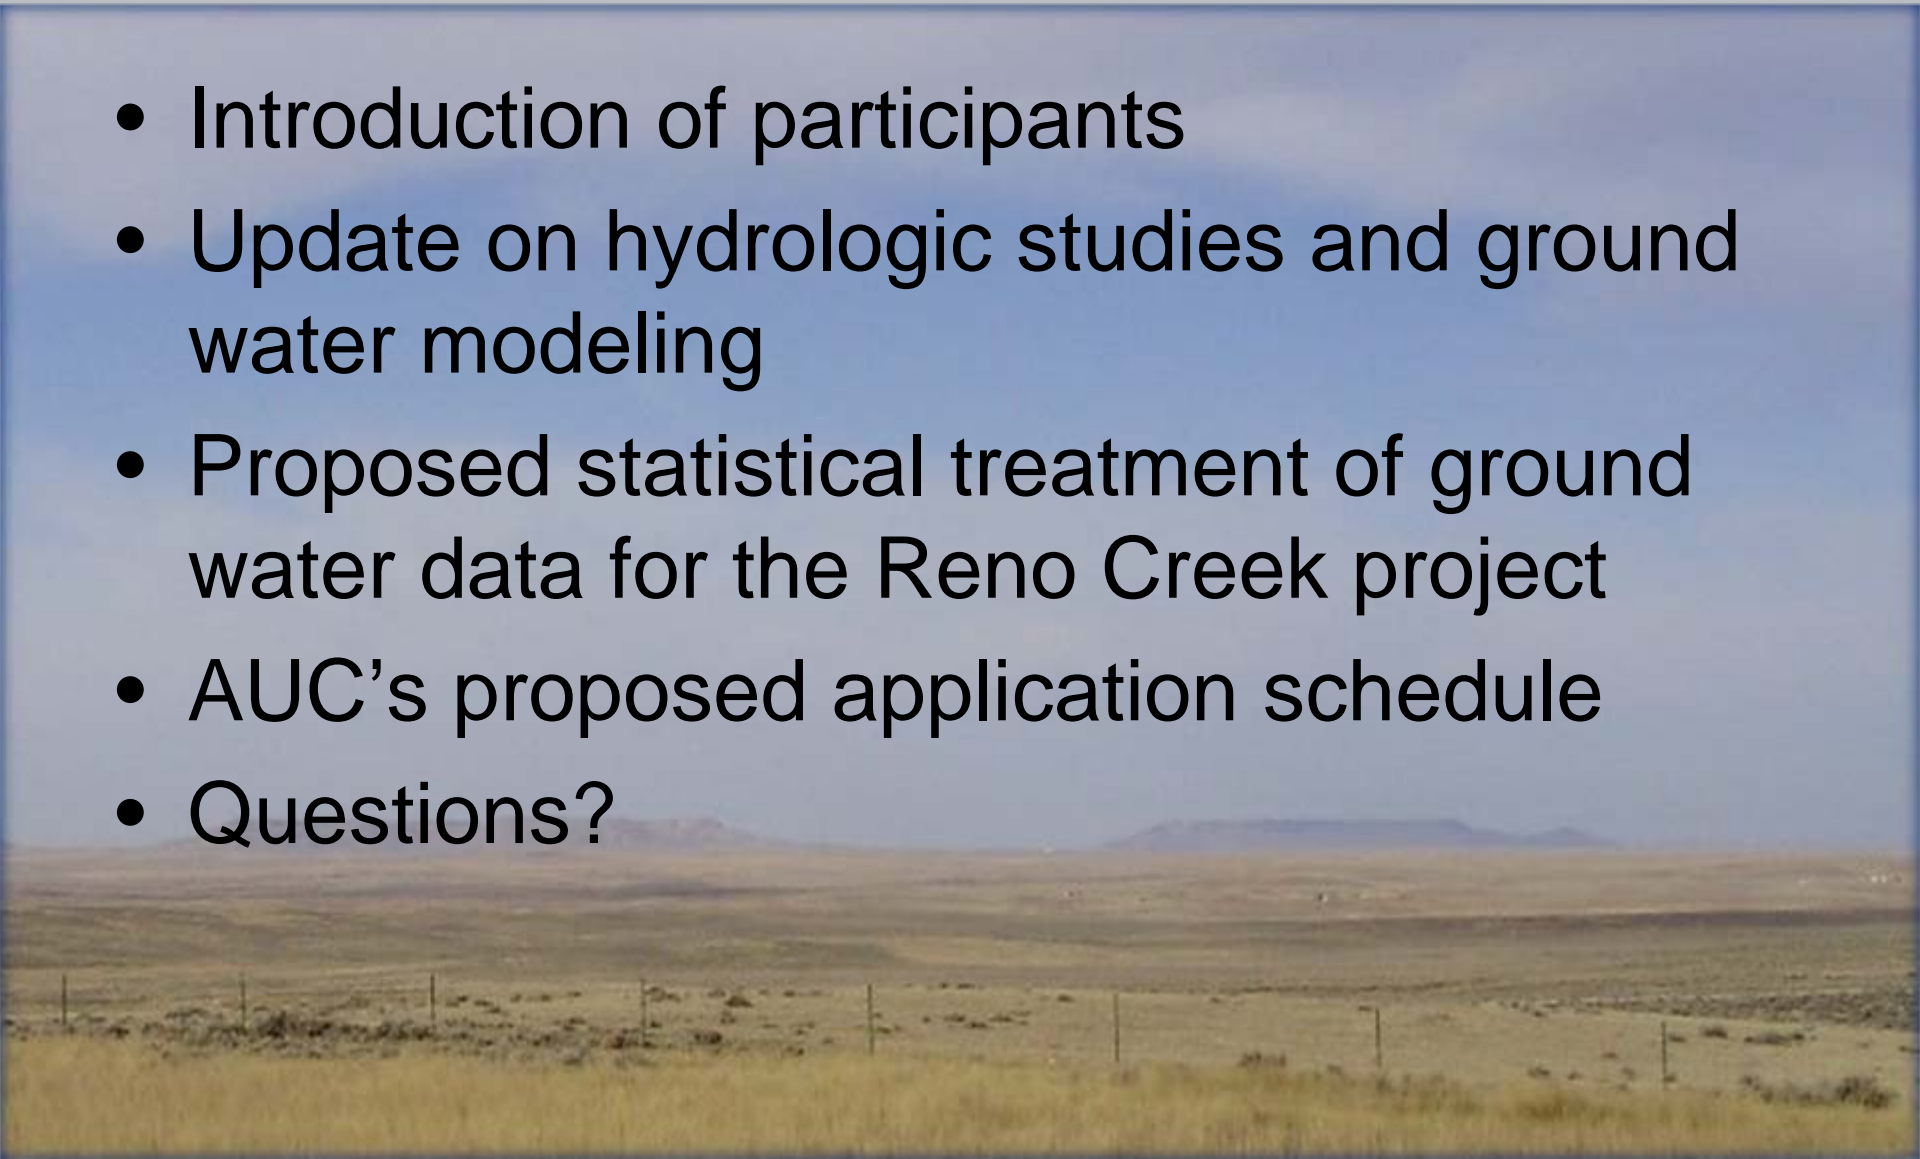 • Introduction of participants
• Update on hydrologic studies and ground
water modeling
• Proposed statistical treatment of ground
water data for the Reno Creek project
• AUC’s proposed application schedule
• Questions?